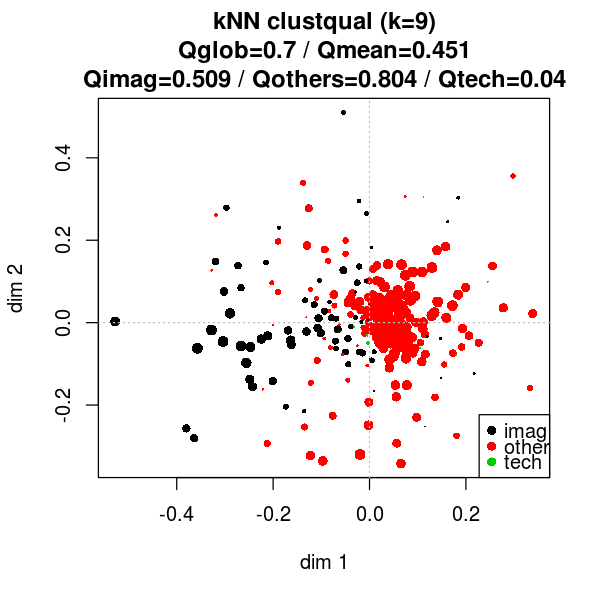 kNN clustqual (k=9)
Qglob=0.7 / Qmean=0.451
Qimag=0.509 / Qothers=0.804 / Qtech=0.04
0.4
0.2
0.0
-0.2
dim 2
imag
other
tech
-0.4
-0.2
0.0
0.2
dim 1